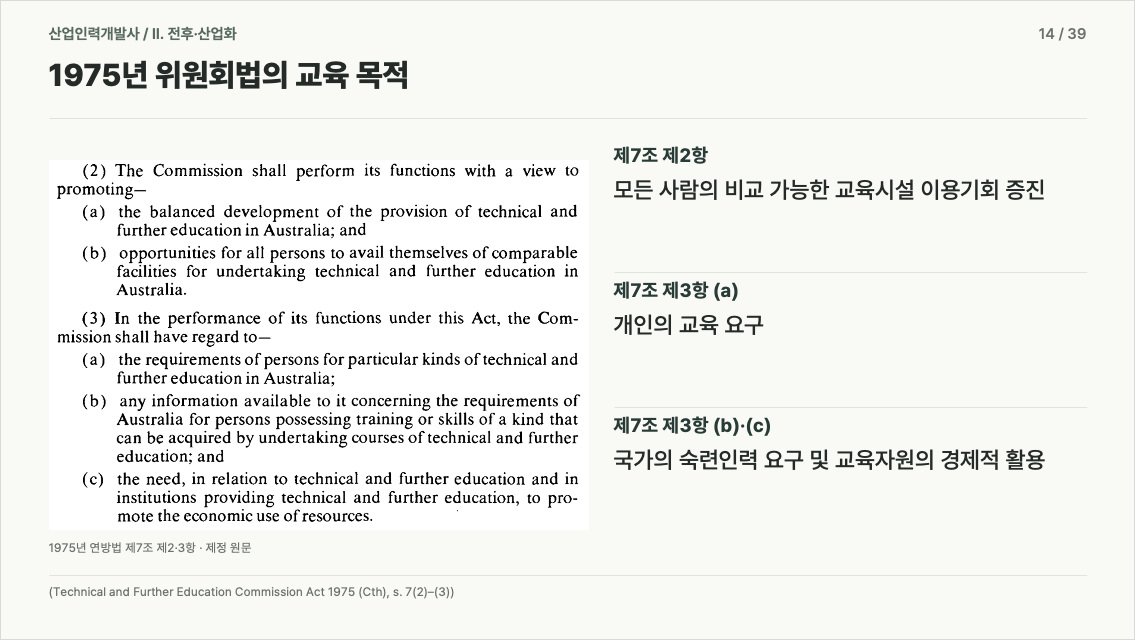 산업인력개발사 / II. 전후·산업화
14 / 39
1975년 위원회법의 교육 목적
(2) The Commission shall perform its functions with a view to
promoting—
(a) the balanced development of the provision of technical and
further education in Australia; and
(b) opportunities for all persons to avail themselves of comparable
facilities for undertaking technical and further education in
Australia.
(3) In the performance of its functions under this Act, the Com-
mission shall have regard to—
(a) the requirements of persons for particular kinds of technical and
further education in Australia;
(b) any information available to it concerning the requirements of
Australia for persons possessing training or skills of a kind that
can be acquired by undertaking courses of technical and further
education; and
(c) the need, in relation to technical and further education and in
institutions providing technical and further education, to pro-
mote the economic use of resources.
1975년 연방법 제7조 제2·3항 · 제정 원문
제7조 제2항
모든 사람의 비교 가능한 교육시설 이용기회 증진
제7조 제3항 (a)
개인의 교육 요구
제7조 제3항 (b)·(c)
국가의 숙련인력 요구 및 교육자원의 경제적 활용
(Technical and Further Education Commission Act 1975 (Cth), s. 7(2)–(3))